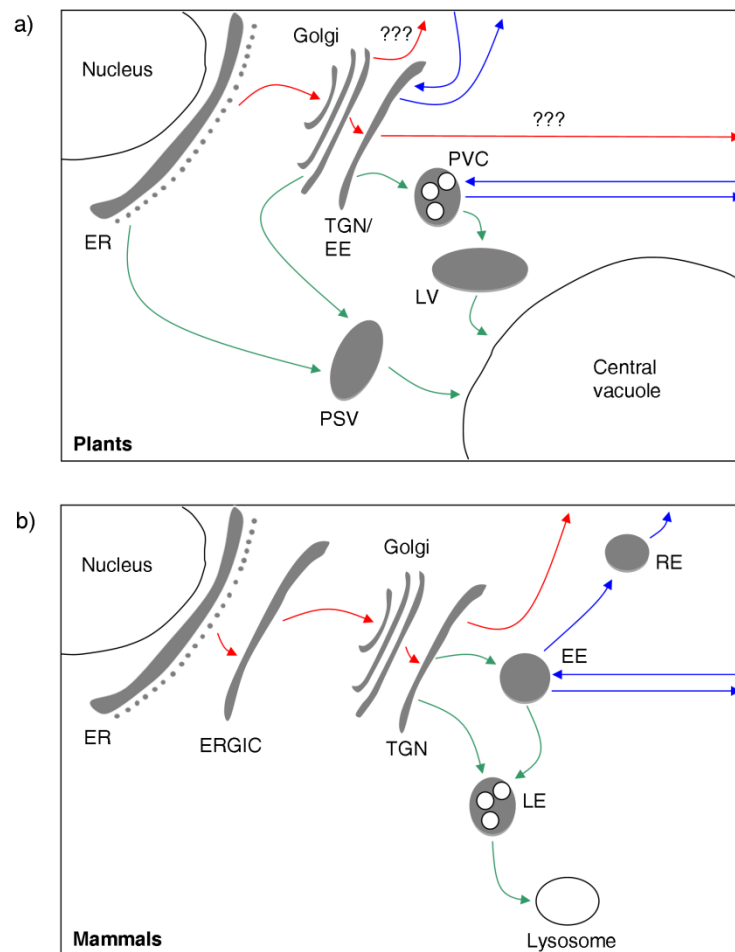 a)
Nucleus
Golgi
???
???
PVC
ER
TGN/
EE
LV
PSV
Central
vacuole
Plants
b)
Nucleus
Golgi
RE
EE
ER
ERGIC
TGN
LE
Lysosome
Mammals